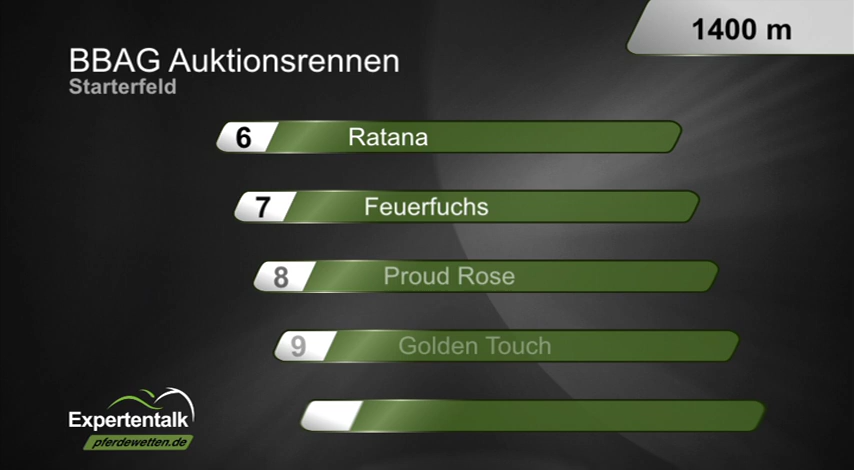 1400 m
BBAG Auktionsrennen
Starterfeld
6 Ratana
7 Feuerfuchs
8 Proud Rose
9 Golden Touch
Expertentalk
pferdewetten.de